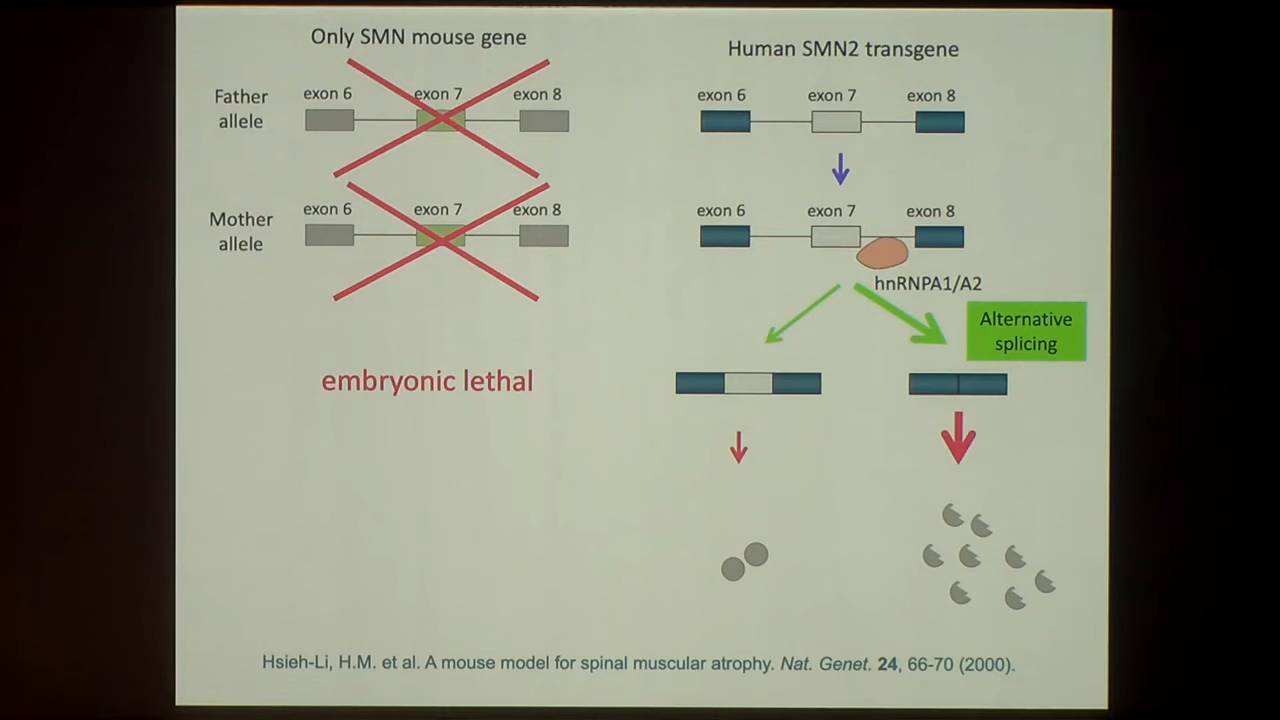 Only SMN mouse gene
Father
allele
exon 6 exon 7 exon 8
Mother
allele
exon 6 exon 7 exon 8
embryonic lethal
Human SMN2 transgene
exon 6 exon 7 exon 8
exon 6 exon 7 exon 8
hnRNPA1/A2
Alternative
splicing
Hsieh-Li, H.M. et al. A mouse model for spinal muscular atrophy. Nat. Genet. 24, 66-70 (2000).